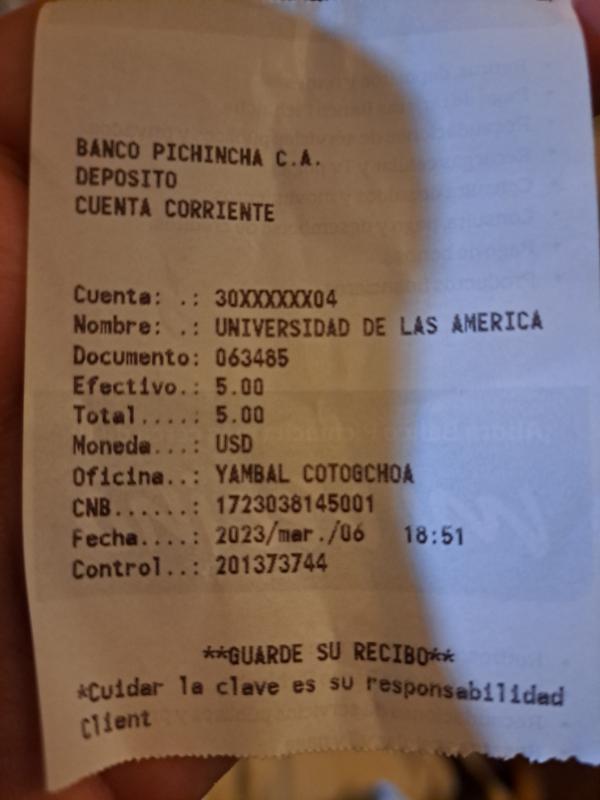 BANCO PICHINCHA C.A.
DEPOSITO
CUENTA CORRIENTE
Cuenta: .: 30XXXXXX04
Nombre: .: UNIVERSIDAD DE LAS AMERICA
Documento: 063485
Efectivo.: 5.00
Total....: 5.00
Moneda...: USD
Oficina..: YAMBAL COTOGCHOA
CNB......: 1723038145001
Fecha....: 2023/mar./06 18:51
Control..: 201373744
**GUARDE SU RECIBO**
*Cuidar la clave es su responsabilidad
Client